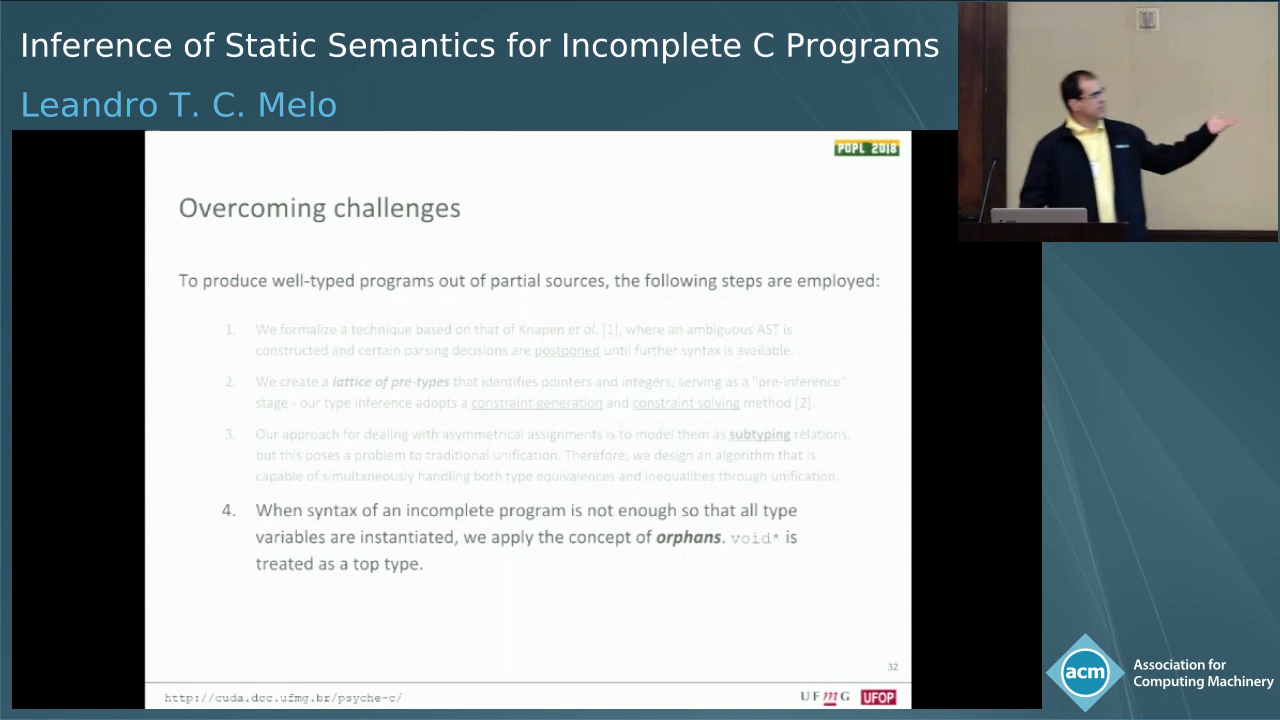 Inference of Static Semantics for Incomplete C Programs
Leandro T. C. Melo
POPL 2018
Overcoming challenges
To produce well-typed programs out of partial sources, the following steps are employed:
1. We formalize a technique based on that of Knapen et al. [1], where an ambiguous AST is
constructed and certain parsing decisions are postponed until further syntax is available.
2. We create a lattice of pre-types that identifies pointers and integers, serving as a "pre-inference"
stage - our type inference adopts a constraint generation and constraint solving method [2].
3. Our approach for dealing with asymmetrical assignments is to model them as subtyping relations,
but this poses a problem to traditional unification. Therefore, we design an algorithm that is
capable of simultaneously handling both type equivalences and inequalities through unification.
4. When syntax of an incomplete program is not enough so that all type
variables are instantiated, we apply the concept of orphans. void* is
treated as a top type.
32
http://cuda.dcc.ufmg.br/psyche-c/
UFmG
UFOP
acm
Association for
Computing Machinery